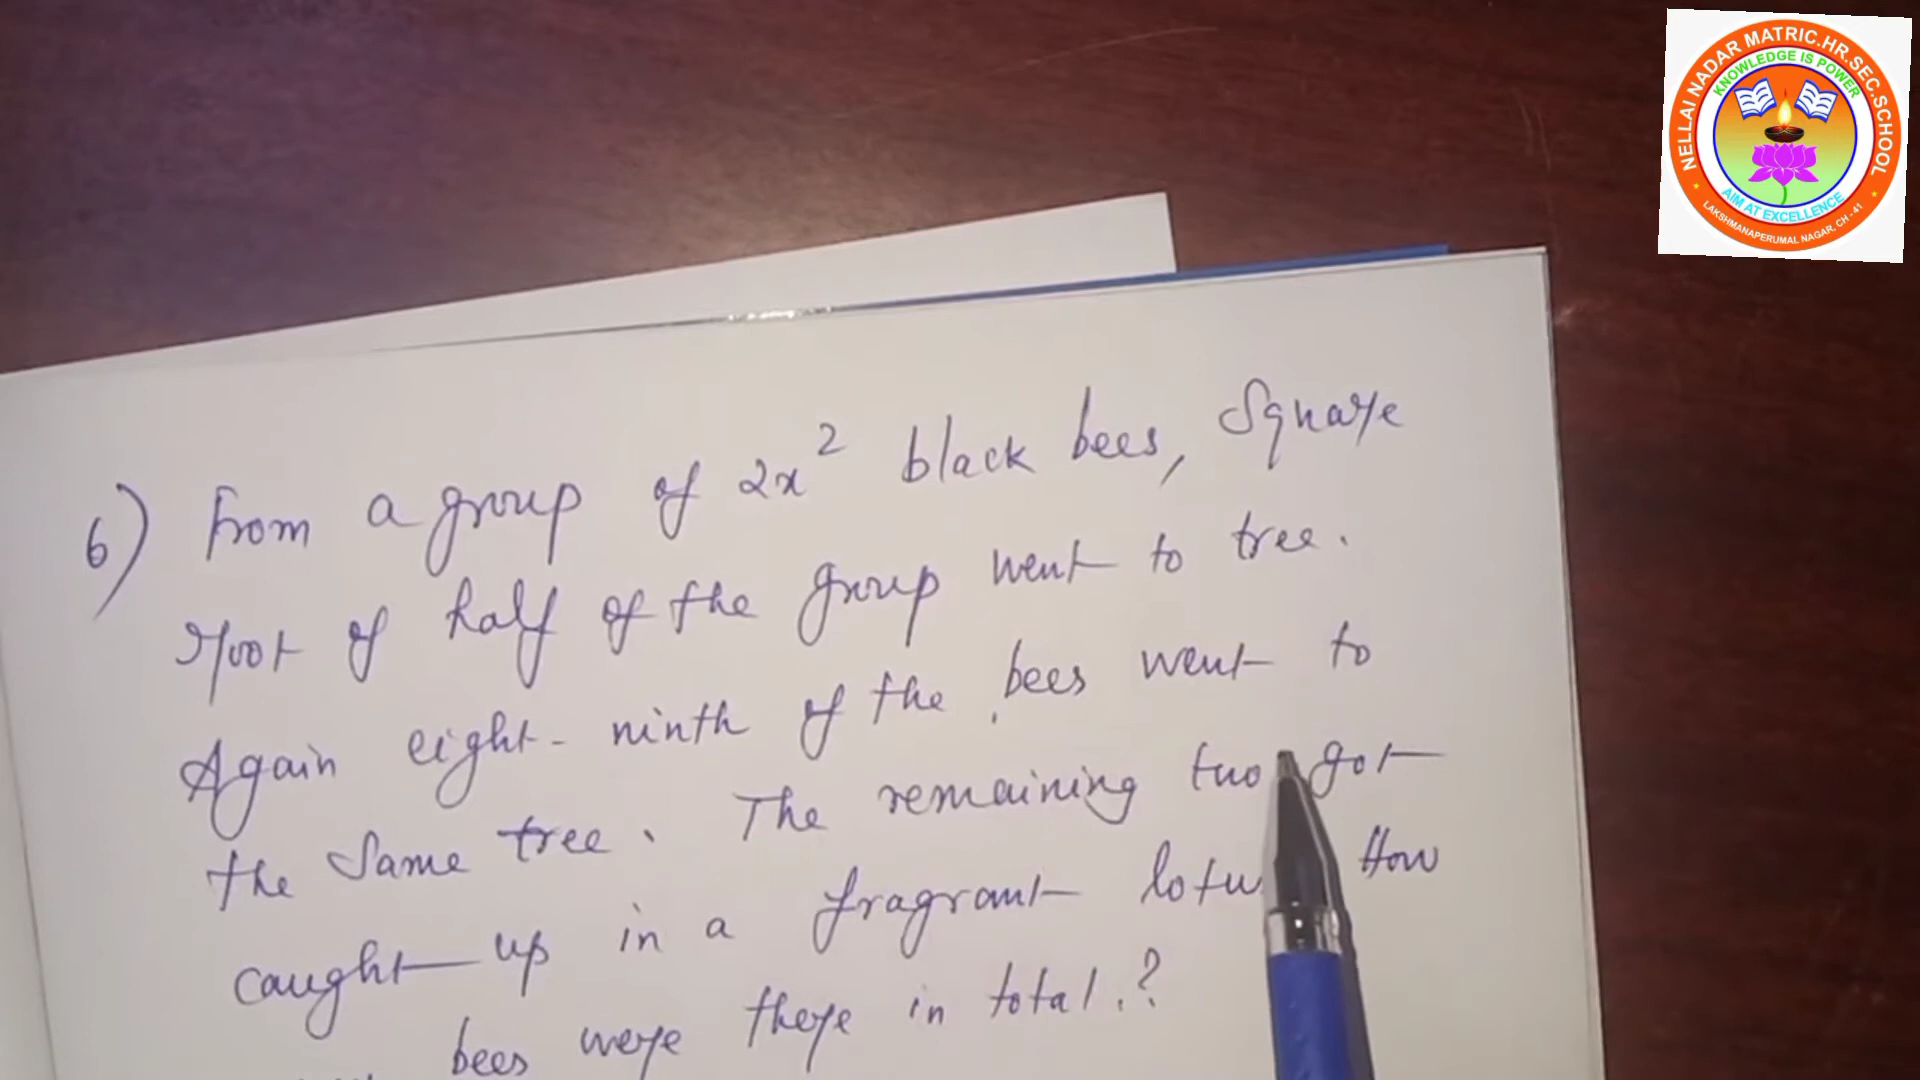 NELLAI NADAR MATRIC.HR.SEC.SCHOOL
KNOWLEDGE IS POWER
AIM AT EXCELLENCE
LAKSHMANAPERUMAL NAGAR, CH - 41
6) From a group of 2x² black bees, Square
root of half of the group went to tree.
Again eight-ninth of the bees went to
the Same tree. The remaining two got
caught up in a fragrant lotus How
bees were there in total.?